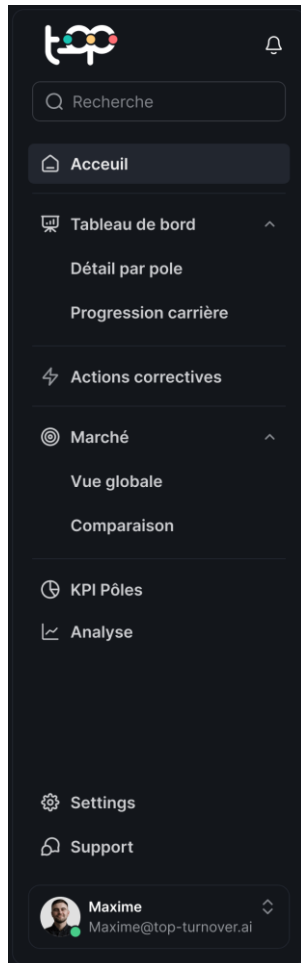 top
Recherche
Acceuil
Tableau de bord
Détail par pole
Progression carrière
Actions correctives
Marché
Vue globale
Comparaison
KPI Pôles
Analyse
Settings
Support
Maxime
Maxime@top-turnover.ai